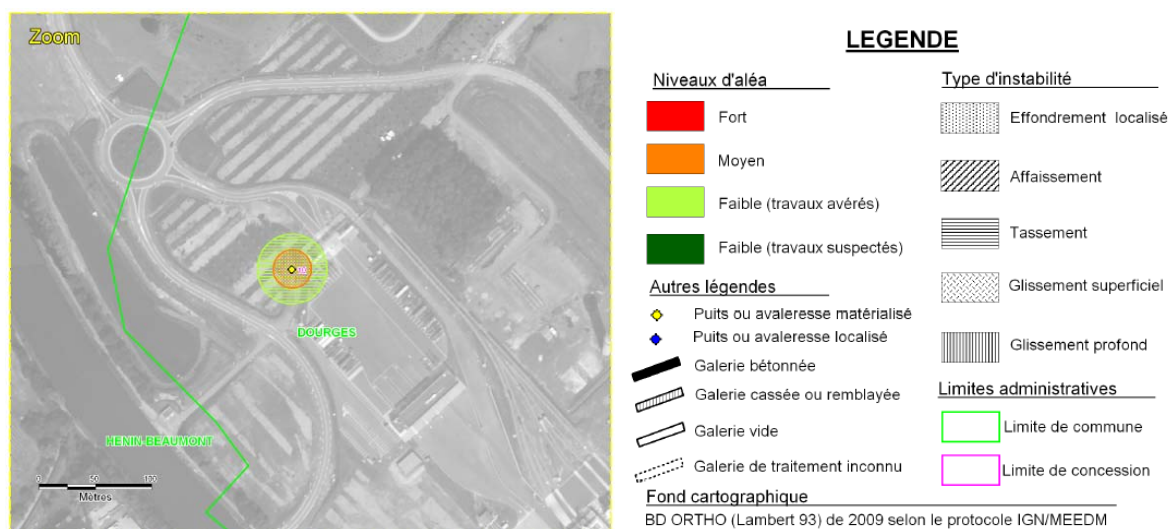 Zoom
DOURGES
HENIN-BEAUMONT
0 50 100
Mètres
LEGENDE
Niveaux d'aléa
Fort
Moyen
Faible (travaux avérés)
Faible (travaux suspectés)
Autres légendes
Puits ou avaleresse matérialisé
Puits ou avaleresse localisé
Galerie bétonnée
Galerie cassée ou remblayée
Galerie vide
Galerie de traitement inconnu
Type d'instabilité
Effondrement localisé
Affaissement
Tassement
Glissement superficiel
Glissement profond
Limites administratives
Limite de commune
Limite de concession
Fond cartographique
BD ORTHO (Lambert 93) de 2009 selon le protocole IGN/MEEDM